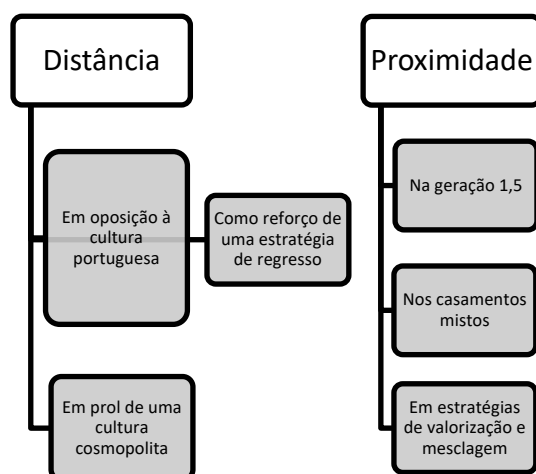 Distância
Em oposição à
cultura
portuguesa
Como reforço de
uma estratégia
de regresso
Em prol de uma
cultura
cosmopolita
Proximidade
Na geração 1,5
Nos casamentos
mistos
Em estratégias
de valorização e
mesclagem